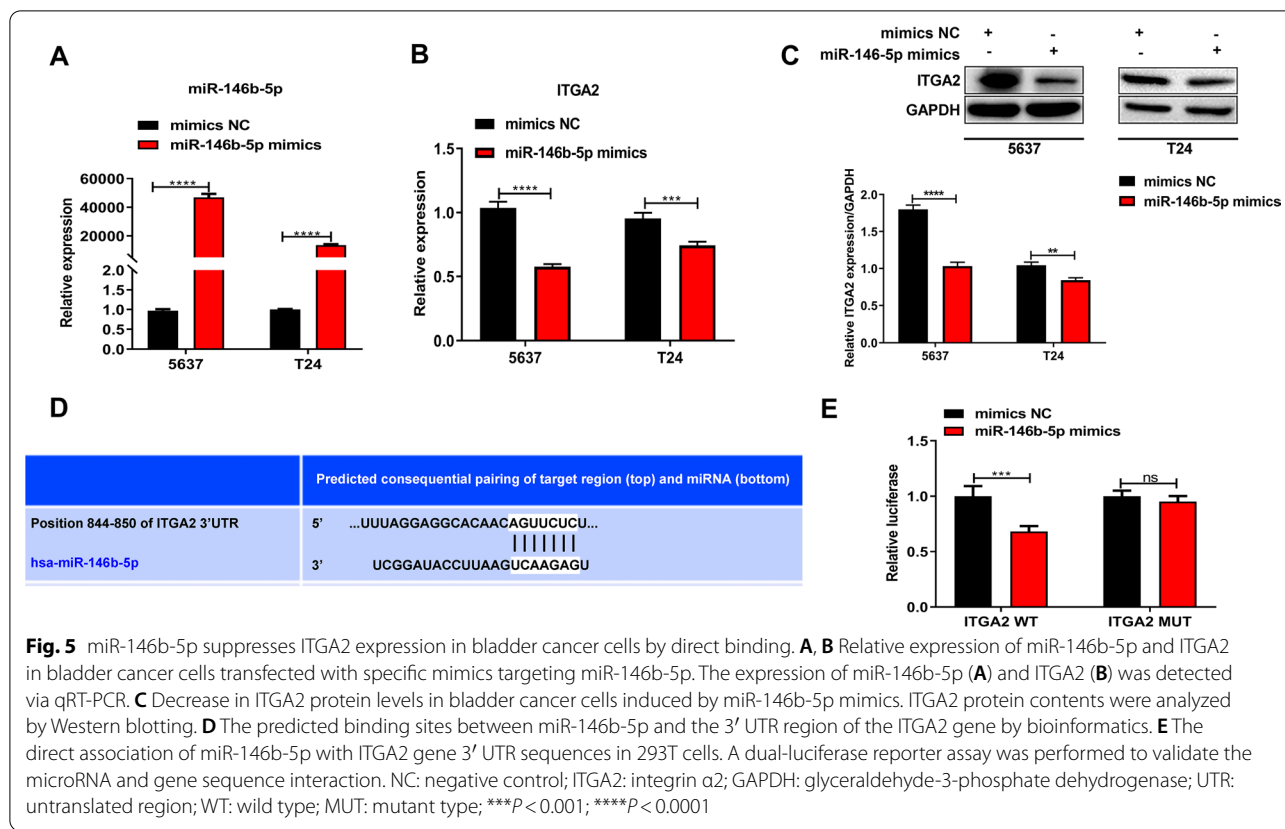 A
miR-146b-5p
mimics NC
miR-146b-5p mimics
****
****
60000
40000
20000
2.0
1.5
1.0
0.5
0.0
Relative expression
5637
T24
B
ITGA2
mimics NC
miR-146b-5p mimics
****
***
1.5
1.0
0.5
0.0
Relative expression
5637
T24
C
mimics NC + - + -
miR-146-5p mimics - + - +
ITGA2
GAPDH
5637
T24
mimics NC
miR-146b-5p mimics
****
**
2.0
1.5
1.0
0.5
0.0
Relative ITGA2 expression/GAPDH
5637
T24
D
Predicted consequential pairing of target region (top) and miRNA (bottom)
Position 844-850 of ITGA2 3'UTR 5' ...UUUAGGAGGCACAACAGUUCUCU...
hsa-miR-146b-5p 3' UCGGAUACCUUAAGUCAAGAGU
E
mimics NC
miR-146b-5p mimics
***
ns
1.5
1.0
0.5
0.0
Relative luciferase
ITGA2 WT
ITGA2 MUT
Fig. 5 miR-146b-5p suppresses ITGA2 expression in bladder cancer cells by direct binding. A, B Relative expression of miR-146b-5p and ITGA2
in bladder cancer cells transfected with specific mimics targeting miR-146b-5p. The expression of miR-146b-5p (A) and ITGA2 (B) was detected
via qRT-PCR. C Decrease in ITGA2 protein levels in bladder cancer cells induced by miR-146b-5p mimics. ITGA2 protein contents were analyzed
by Western blotting. D The predicted binding sites between miR-146b-5p and the 3′ UTR region of the ITGA2 gene by bioinformatics. E The
direct association of miR-146b-5p with ITGA2 gene 3′ UTR sequences in 293T cells. A dual-luciferase reporter assay was performed to validate the
microRNA and gene sequence interaction. NC: negative control; ITGA2: integrin α2; GAPDH: glyceraldehyde-3-phosphate dehydrogenase; UTR:
untranslated region; WT: wild type; MUT: mutant type; ***P < 0.001; ****P < 0.0001